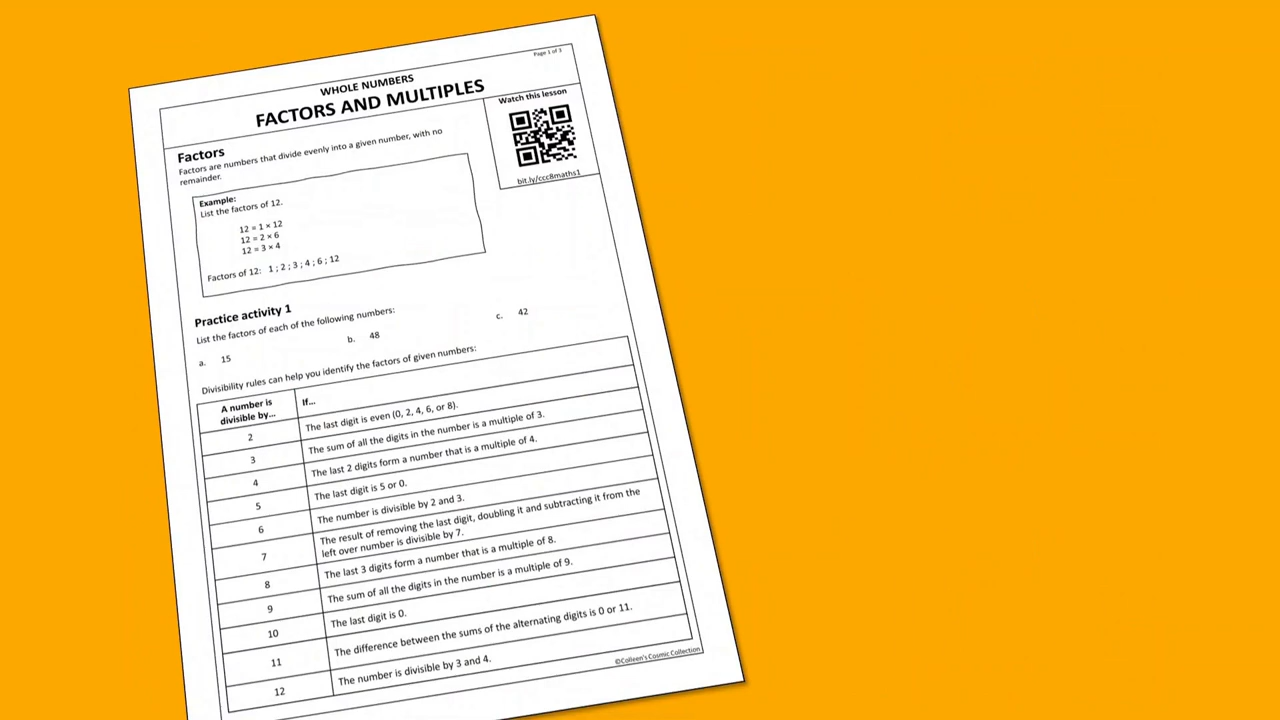 Page 1 of 3
WHOLE NUMBERS
FACTORS AND MULTIPLES
Watch this lesson
bit.ly/ccc8maths1
Factors
Factors are numbers that divide evenly into a given number, with no
remainder.
Example:
List the factors of 12.
12 = 1 × 12
12 = 2 × 6
12 = 3 × 4
Factors of 12: 1 ; 2 ; 3 ; 4 ; 6 ; 12
Practice activity 1
List the factors of each of the following numbers:
a. 15 b. 48 c. 42
Divisibility rules can help you identify the factors of given numbers:
A number is
divisible by...
If...
2 The last digit is even (0, 2, 4, 6, or 8).
3 The sum of all the digits in the number is a multiple of 3.
4 The last 2 digits form a number that is a multiple of 4.
5 The last digit is 5 or 0.
6 The number is divisible by 2 and 3.
7 The result of removing the last digit, doubling it and subtracting it from the
left over number is divisible by 7.
8 The last 3 digits form a number that is a multiple of 8.
9 The sum of all the digits in the number is a multiple of 9.
10 The last digit is 0.
11 The difference between the sums of the alternating digits is 0 or 11.
12 The number is divisible by 3 and 4.
©Colleen's Cosmic Collection